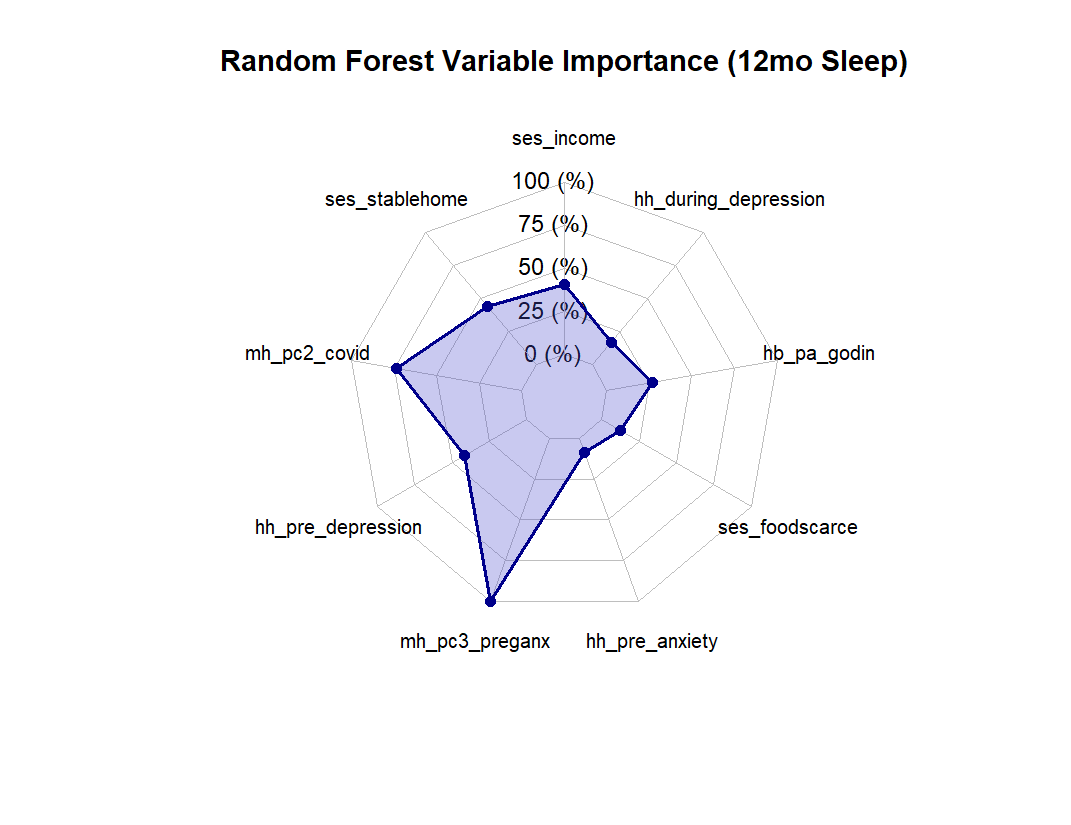 Random Forest Variable Importance (12mo Sleep)
ses_income
100 (%)
ses_stablehome
hh_during_depression
75 (%)
50 (%)
25 (%)
mh_pc2_covid
0 (%)
hb_pa_godin
hh_pre_depression
ses_foodscarce
mh_pc3_preganx
hh_pre_anxiety